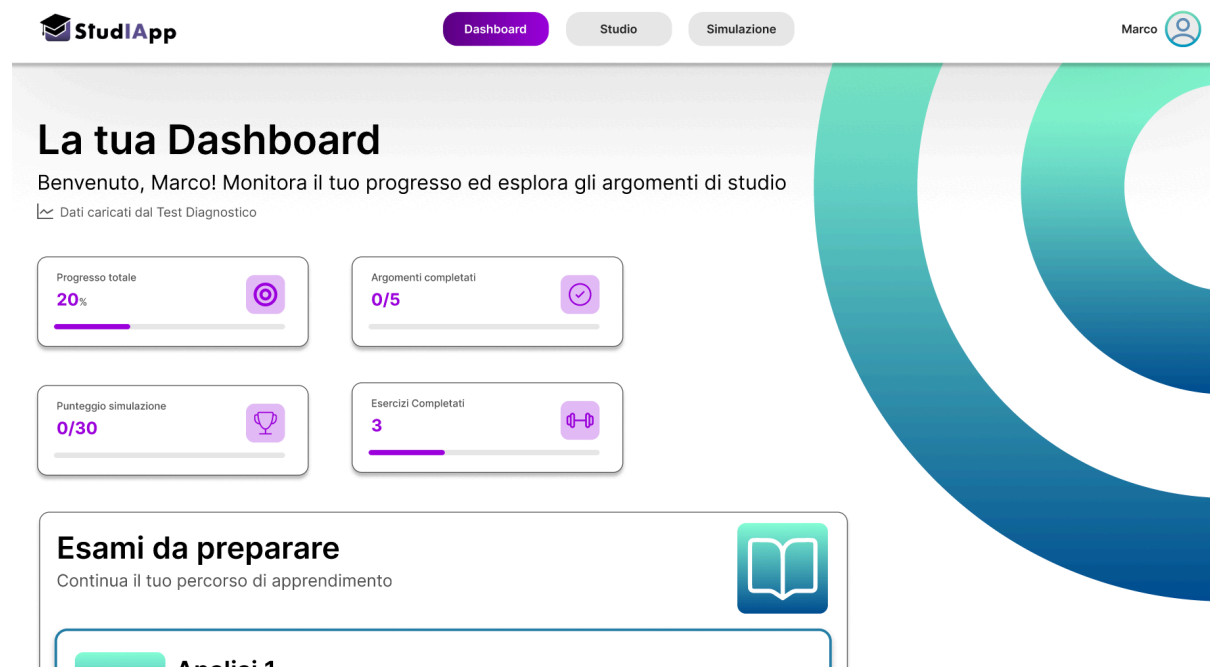 StudIApp
Dashboard
Studio
Simulazione
Marco
La tua Dashboard
Benvenuto, Marco! Monitora il tuo progresso ed esplora gli argomenti di studio
Dati caricati dal Test Diagnostico
Progresso totale
20%
Argomenti completati
0/5
Punteggio simulazione
0/30
Esercizi Completati
3
Esami da preparare
Continua il tuo percorso di apprendimento
Analisi 1